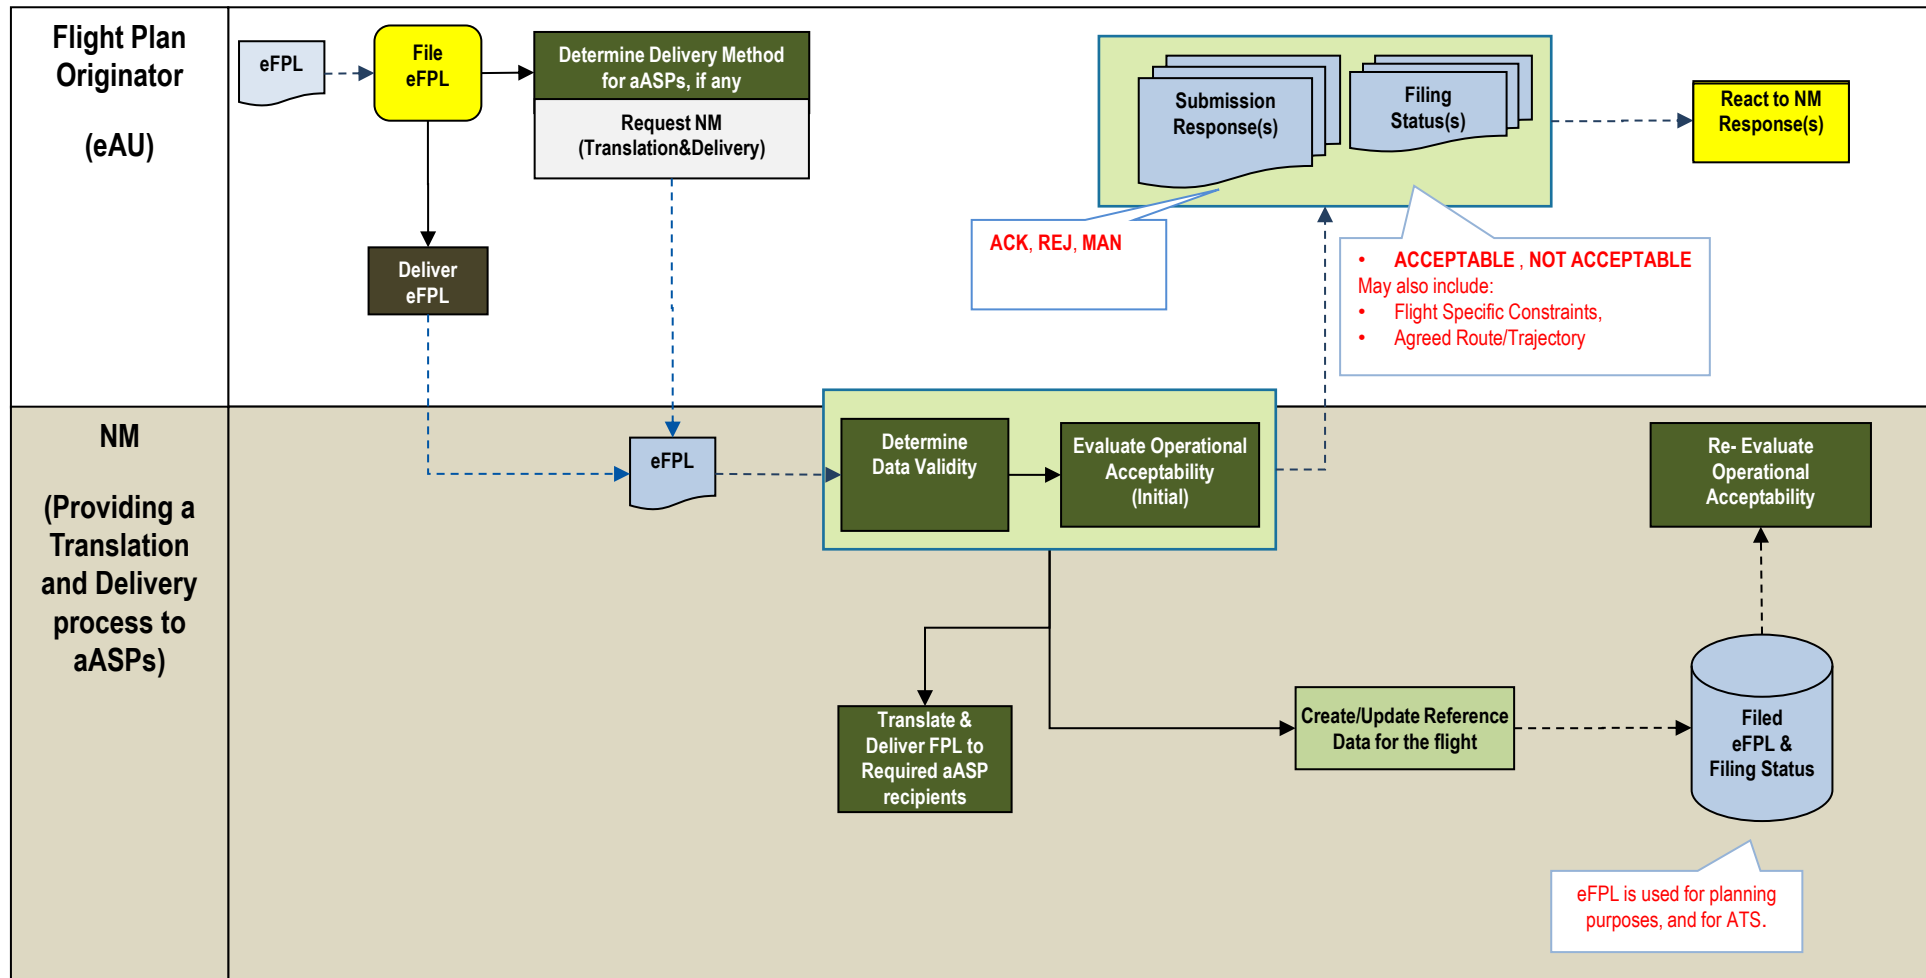 Flight Plan
Originator
(eAU)
eFPL
File
eFPL
Determine Delivery Method
for aASPs, if any
Request NM
(Translation&Delivery)
Deliver
eFPL
Submission
Response(s)
Filing
Status(s)
React to NM
Response(s)
ACK, REJ, MAN
• ACCEPTABLE , NOT ACCEPTABLE
May also include:
• Flight Specific Constraints,
• Agreed Route/Trajectory
NM
(Providing a
Translation
and Delivery
process to
aASPs)
eFPL
Determine
Data Validity
Evaluate Operational
Acceptability
(Initial)
Re- Evaluate
Operational
Acceptability
Translate &
Deliver FPL to
Required aASP
recipients
Create/Update Reference
Data for the flight
Filed
eFPL &
Filing Status
eFPL is used for planning
purposes, and for ATS.